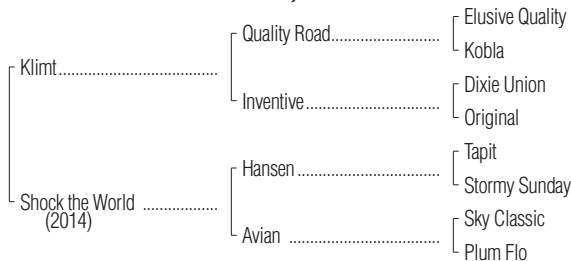 Elusive Quality
Quality Road
Kobla
Klimt
Dixie Union
Inventive
Original
Tapit
Hansen
Stormy Sunday
Shock the World
(2014)
Sky Classic
Avian
Plum Flo